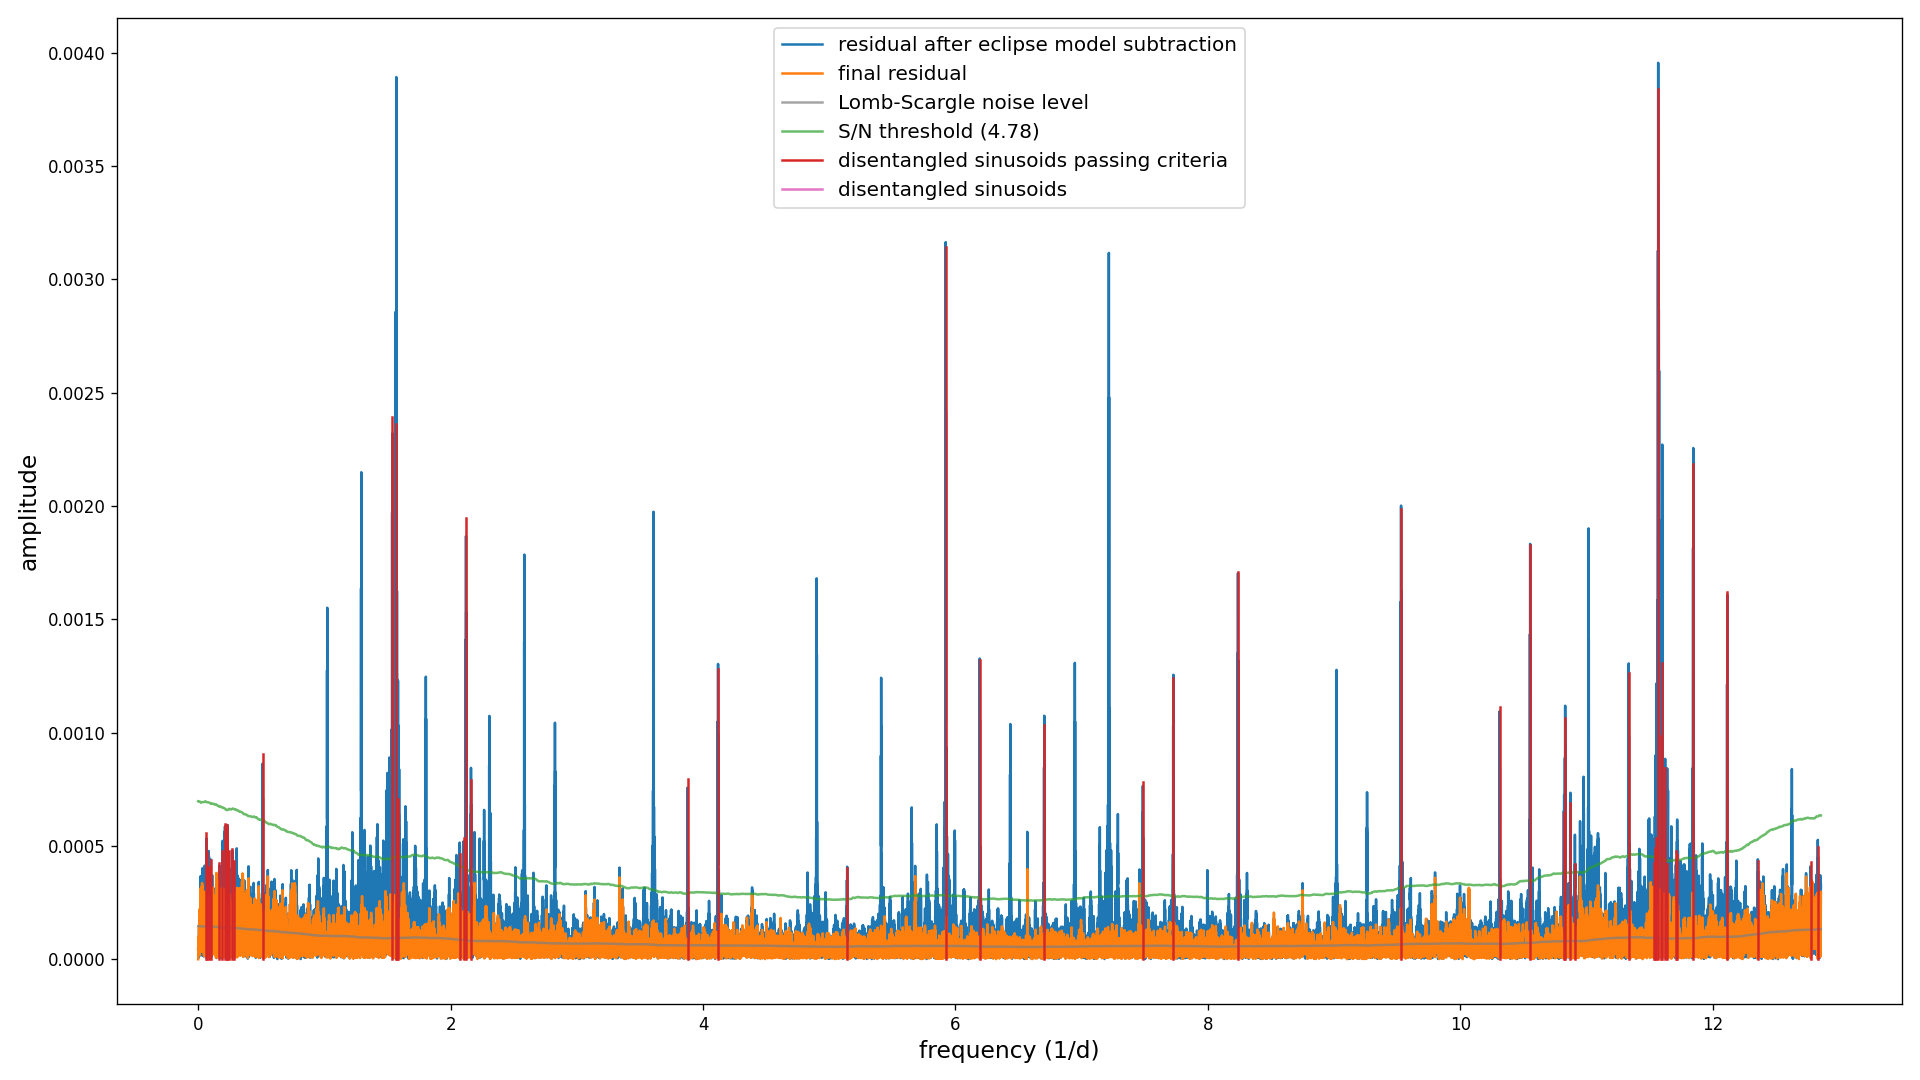 residual after eclipse model subtraction
final residual
Lomb-Scargle noise level
S/N threshold (4.78)
disentangled sinusoids passing criteria
disentangled sinusoids
amplitude
0.0040
0.0035
0.0030
0.0025
0.0020
0.0015
0.0010
0.0005
0.0000
0 2 4 6 8 10 12
frequency (1/d)